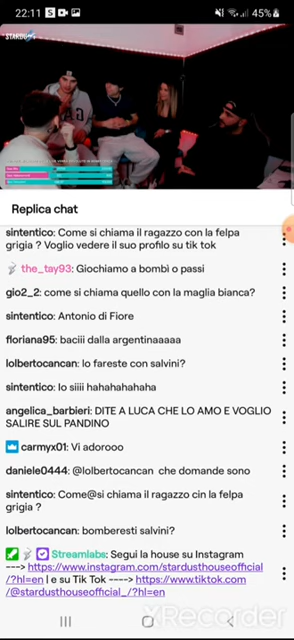 22:11
45%
STARDUST
Replica chat
sintentico: Come si chiama il ragazzo con la felpa
grigia ? Voglio vedere il suo profilo su tik tok
the_tay93: Giochiamo a bombi o passi
gio2_2: come si chiama quello con la maglia bianca?
sintentico: Antonio di Fiore
floriana95: baciii dalla argentinaaaaa
lolbertocancan: lo fareste con salvini?
sintentico: Io siiii hahahahahaha
angelica_barbieri: DITE A LUCA CHE LO AMO E VOGLIO
SALIRE SUL PANDINO
carmyx01: Vi adorooo
daniele0444: @lolbertocancan che domande sono
sintentico: Come@si chiama il ragazzo cin la felpa
grigia ?
lolbertocancan: bomberesti salvini?
Streamlabs: Segui la house su Instagram
---> https://www.instagram.com/stardusthouseofficial
/?hl=en | e su Tik Tok ----> https://www.tiktok.com
/@stardusthouseofficial_/?hl=en
XRecorder